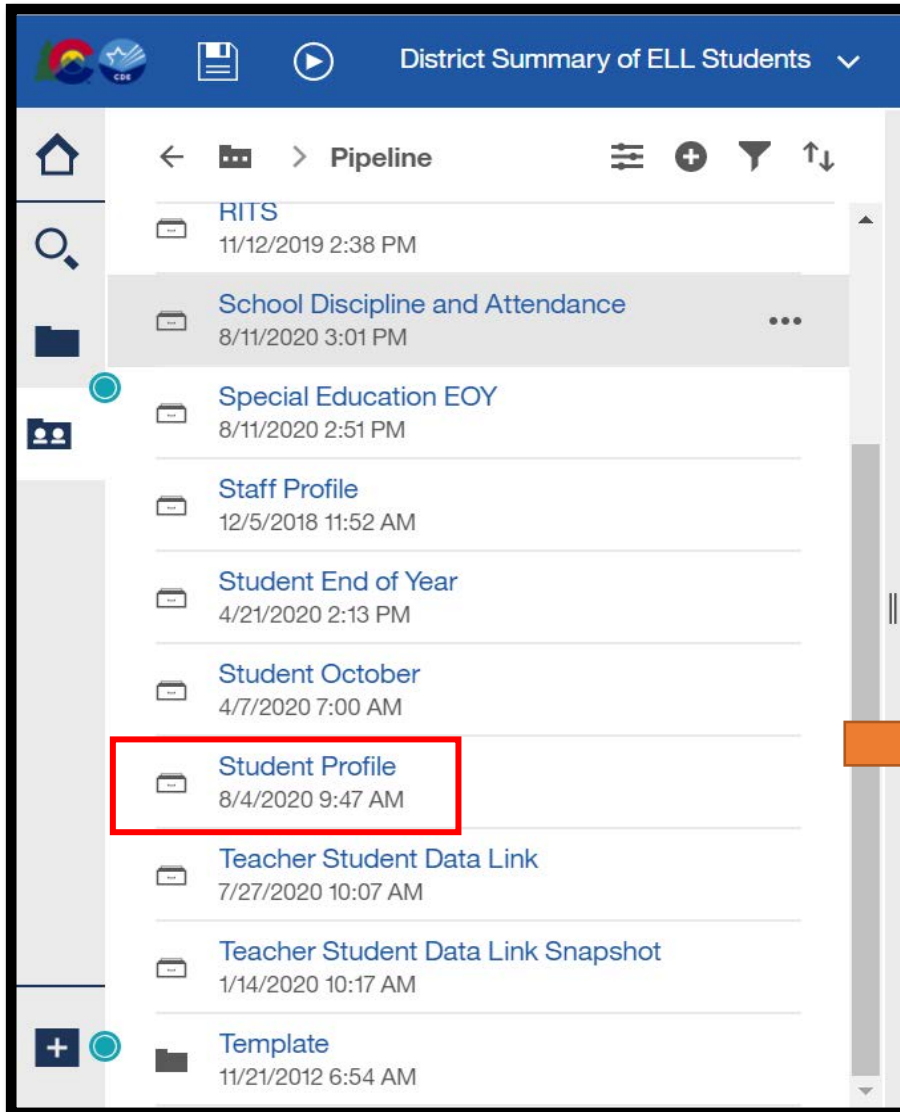 CDE
District Summary of ELL Students
Pipeline
RITS
11/12/2019 2:38 PM
School Discipline and Attendance
8/11/2020 3:01 PM
Special Education EOY
8/11/2020 2:51 PM
Staff Profile
12/5/2018 11:52 AM
Student End of Year
4/21/2020 2:13 PM
Student October
4/7/2020 7:00 AM
Student Profile
8/4/2020 9:47 AM
Teacher Student Data Link
7/27/2020 10:07 AM
Teacher Student Data Link Snapshot
1/14/2020 10:17 AM
Template
11/21/2012 6:54 AM